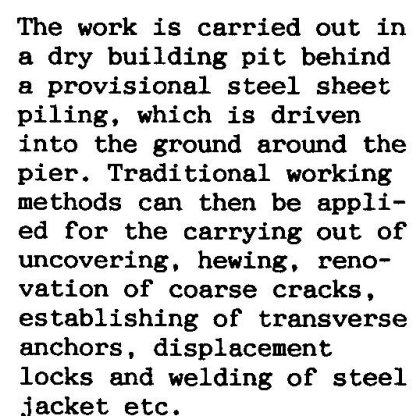 The work is carried out in
a dry building pit behind
a provisional steel sheet
piling, which is driven
into the ground around the
pier. Traditional working
methods can then be appli-
ed for the carrying out of
uncovering, hewing, reno-
vation of coarse cracks,
establishing of transverse
anchors, displacement
locks and welding of steel
jacket etc.